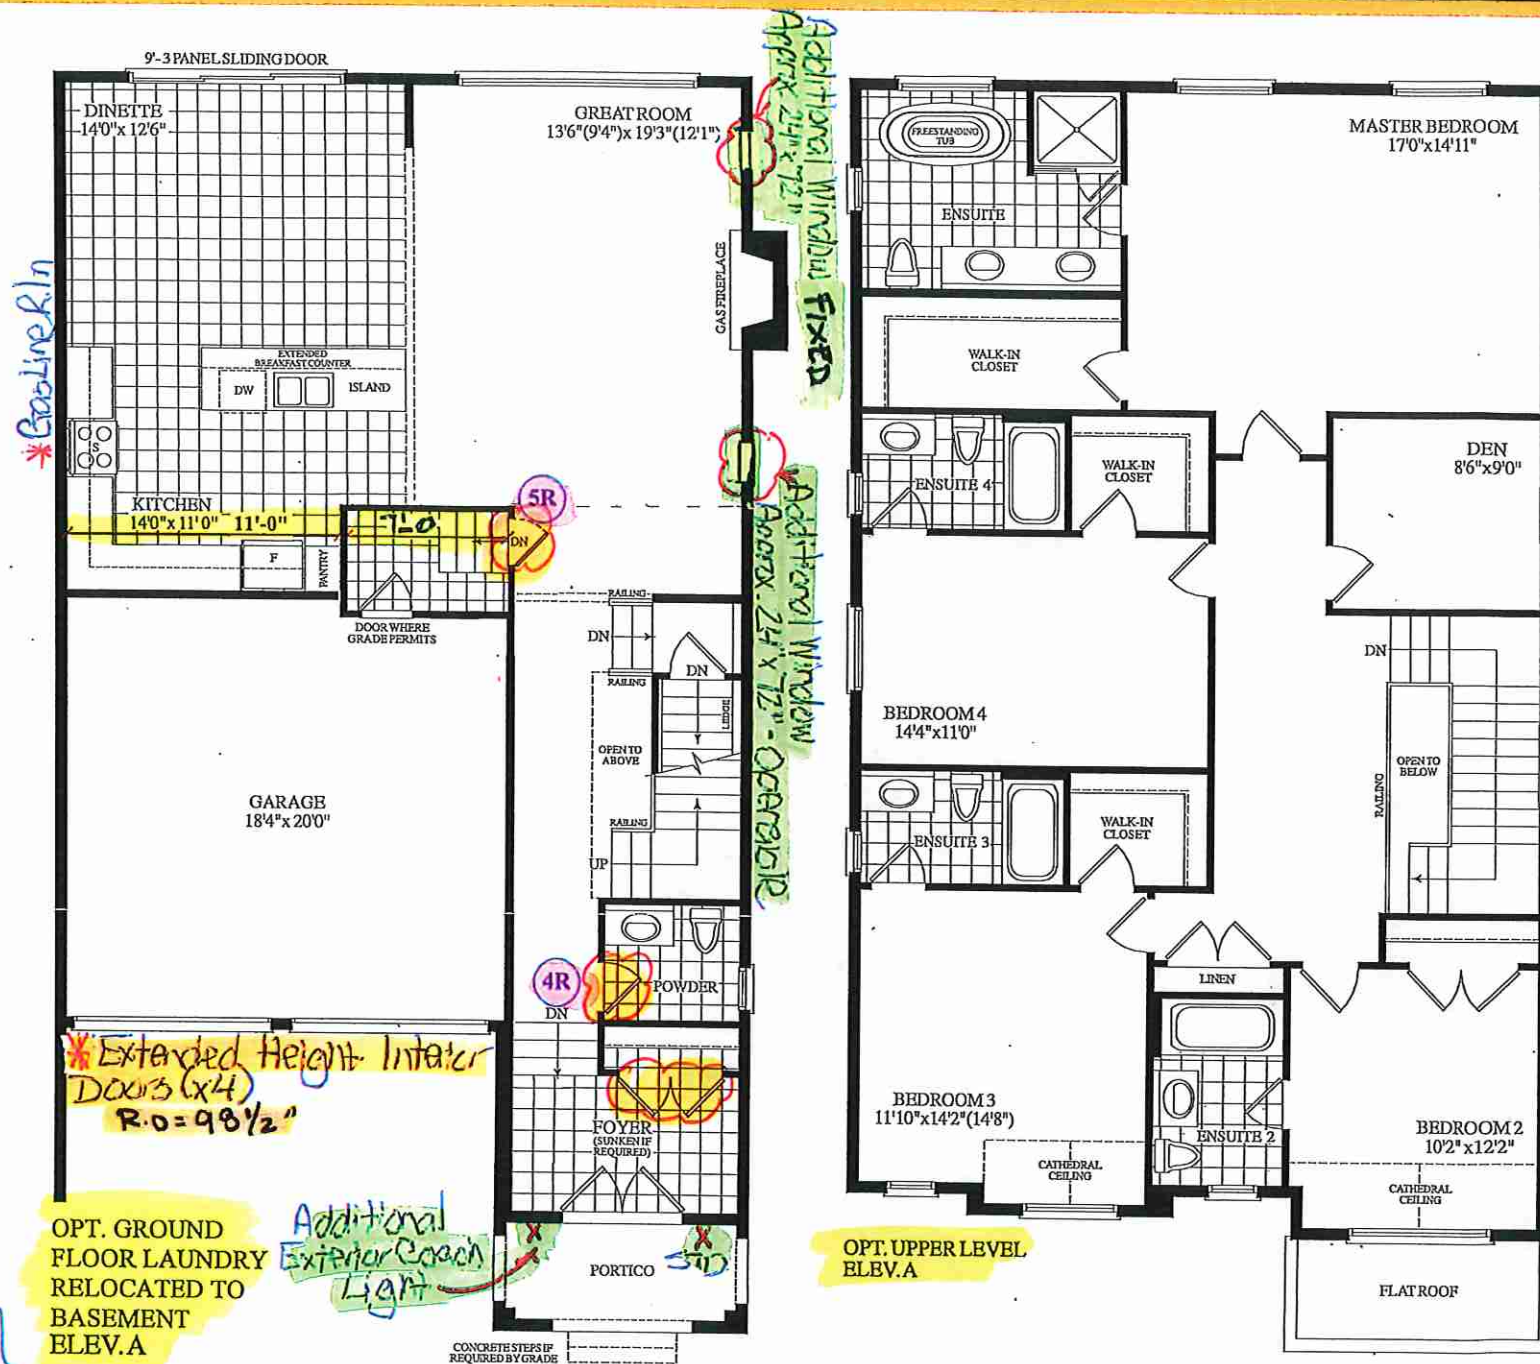 9'-3 PANEL SLIDING DOOR
DINETTE
14'0" x 12'6"
GREAT ROOM
13'6"(9'4") x 19'3"(12'1")
Additional Window FIXED
Approx 24" x 72"
GAS FIREPLACE
* Gas Line R.In
EXTENDED
BREAKFAST COUNTER
DW
ISLAND
S
KITCHEN
14'0" x 11'0" 11'-0"
F
PANTRY
DN
5R
Additional Window
Approx. 24" x 72" - Operable
DOOR WHERE
GRADE PERMITS
RAILING
DN
DN
RAILING
LEDGE
OPEN TO
ABOVE
RAILING
UP
GARAGE
18'4" x 20'0"
4R
POWDER
DN
* Extended Height Interior
Doors (x4)
R.O = 98 1/2"
FOYER
(SUNKEN IF
REQUIRED)
OPT. GROUND
FLOOR LAUNDRY
RELOCATED TO
BASEMENT
ELEV. A
Additional
Exterior Coach
Light
X
X
X
STD
PORTICO
CONCRETE STEPS IF
REQUIRED BY GRADE
FREESTANDING
TUB
ENSUITE
MASTER BEDROOM
17'0"x14'11"
WALK-IN
CLOSET
ENSUITE 4
WALK-IN
CLOSET
DEN
8'6"x9'0"
BEDROOM 4
14'4"x11'0"
DN
OPEN TO
BELOW
RAILING
ENSUITE 3
WALK-IN
CLOSET
LINEN
BEDROOM 3
11'10"x14'2"(14'8")
CATHEDRAL
CEILING
ENSUITE 2
BEDROOM 2
10'2"x12'2"
CATHEDRAL
CEILING
OPT. UPPER LEVEL
ELEV. A
FLAT ROOF